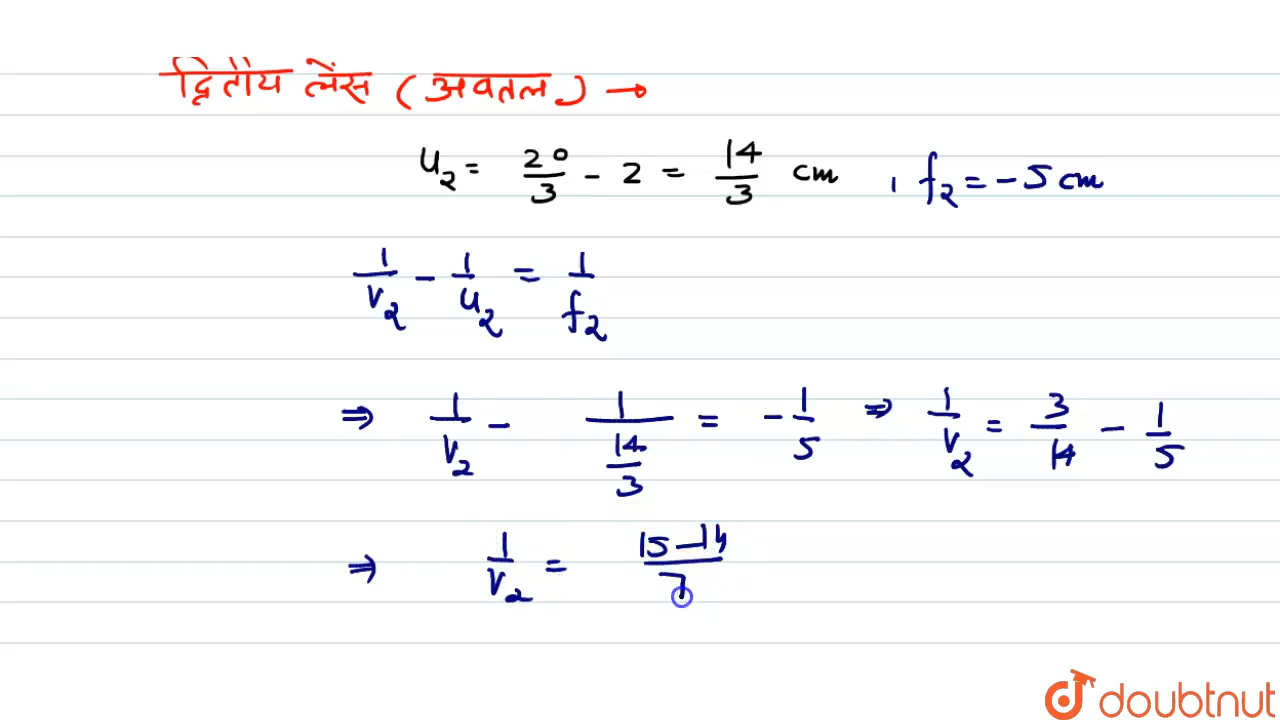 द्वितीय लेंस (अवतल) →
u₂ = 20/3 - 2 = 14/3 cm , f₂ = -5 cm
1/v₂ - 1/u₂ = 1/f₂
⇒ 1/v₂ - 1/(14/3) = -1/5 ⇒ 1/v₂ = 3/14 - 1/5
⇒ 1/v₂ = (15-14)/7
doubtnut